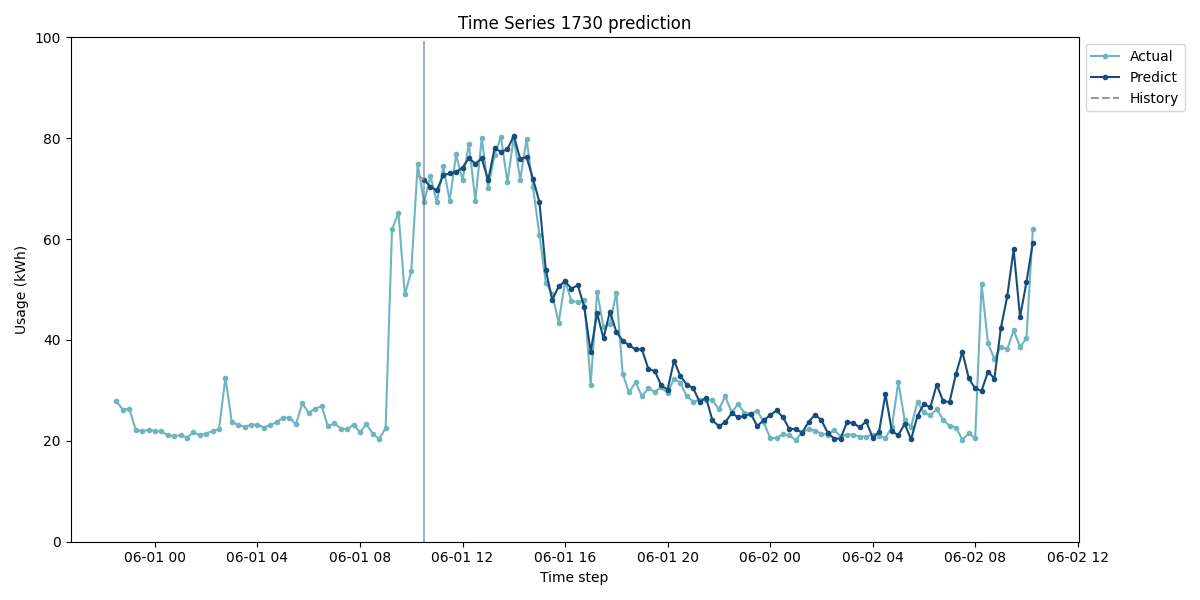 Time Series 1730 prediction
100
80
60
40
20
0
Usage (kWh)
06-01 00
06-01 04
06-01 08
06-01 12
06-01 16
06-01 20
06-02 00
06-02 04
06-02 08
06-02 12
Time step
Actual
Predict
History